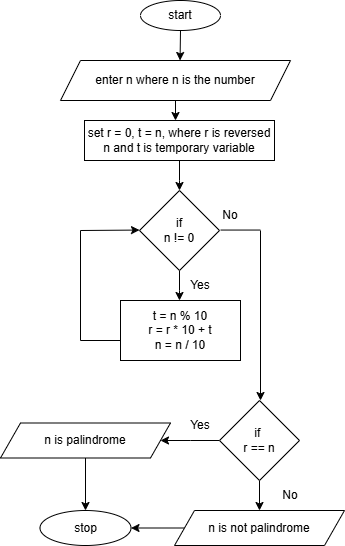 start
enter n where n is the number
set r = 0, t = n, where r is reversed
n and t is temporary variable
if
n != 0
No
Yes
t = n % 10
r = r * 10 + t
n = n / 10
if
r == n
Yes
n is palindrome
No
n is not palindrome
stop